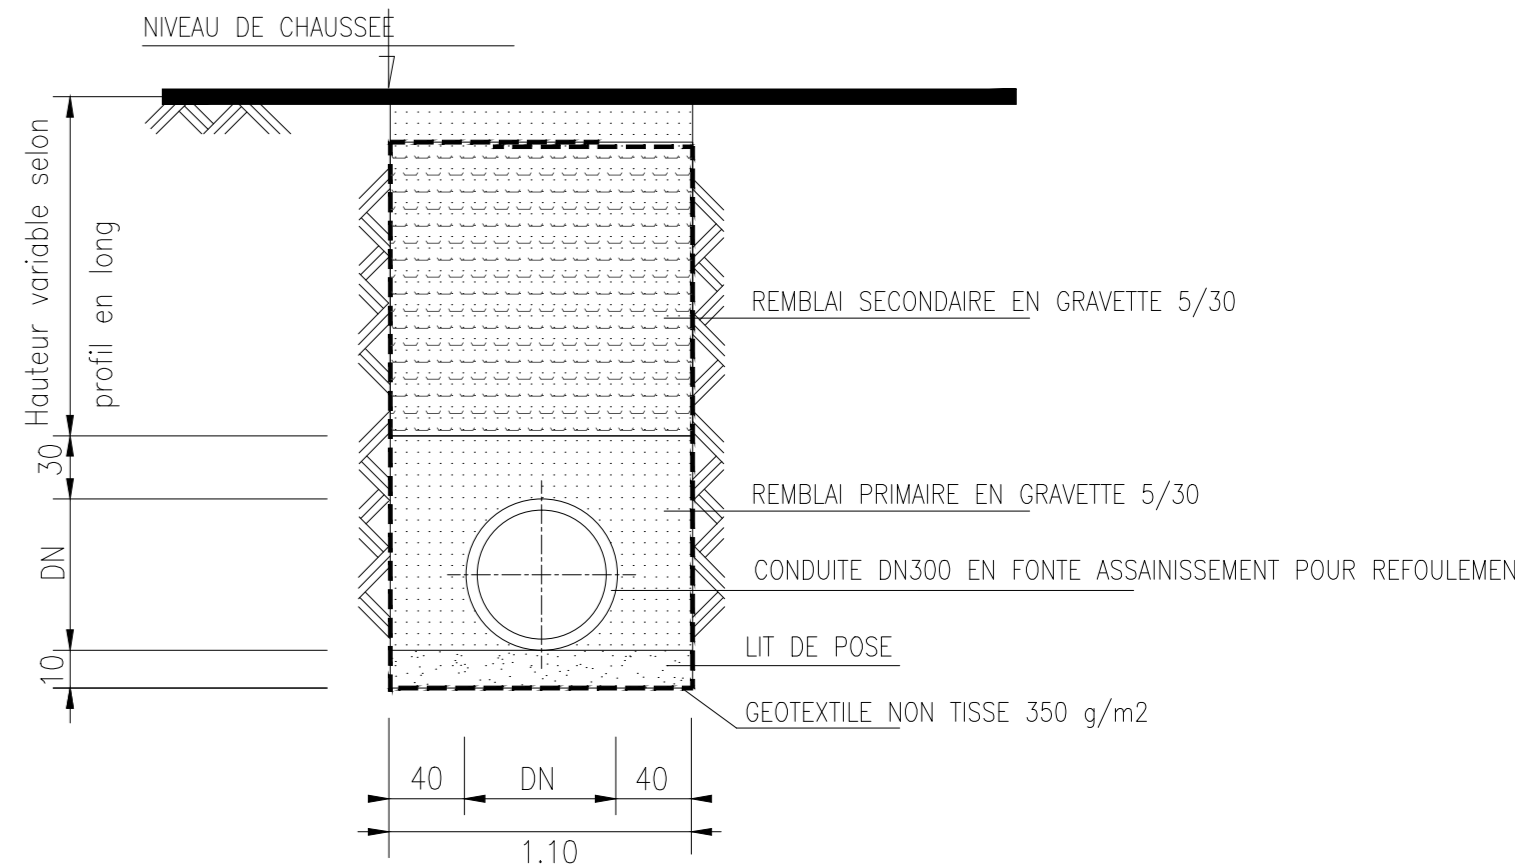 NIVEAU DE CHAUSSEE
Hauteur variable selon
profil en long
REMBLAI SECONDAIRE EN GRAVETTE 5/30
30
REMBLAI PRIMAIRE EN GRAVETTE 5/30
DN
CONDUITE DN300 EN FONTE ASSAINISSEMENT POUR REFOULEMEN
LIT DE POSE
10
GEOTEXTILE NON TISSE 350 g/m2
40 DN 40
1.10